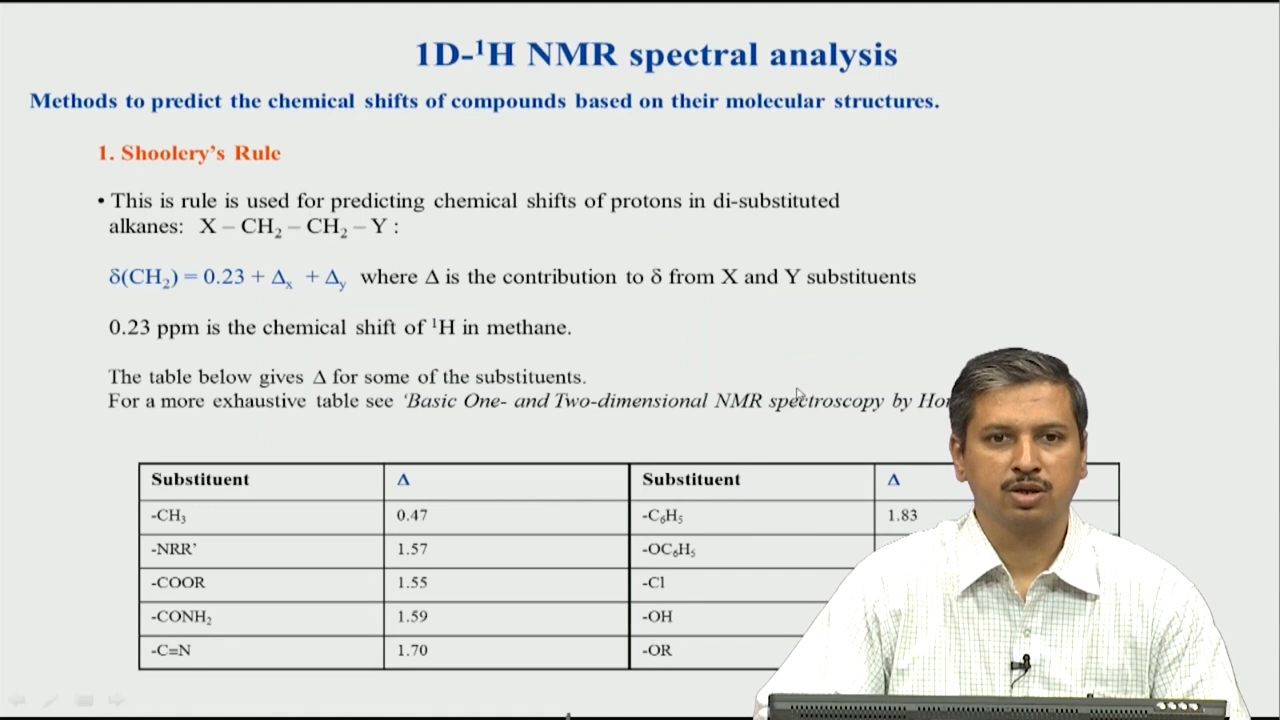 1D-¹H NMR spectral analysis
Methods to predict the chemical shifts of compounds based on their molecular structures.
1. Shoolery’s Rule
• This is rule is used for predicting chemical shifts of protons in di-substituted
alkanes: X – CH₂ – CH₂ – Y :
δ(CH₂) = 0.23 + Δₓ + Δᵧ where Δ is the contribution to δ from X and Y substituents
0.23 ppm is the chemical shift of ¹H in methane.
The table below gives Δ for some of the substituents.
For a more exhaustive table see ‘Basic One- and Two-dimensional NMR spectroscopy by
Substituent Δ Substituent Δ
-CH₃ 0.47 -C₆H₅ 1.83
-NRR’ 1.57 -OC₆H₅
-COOR 1.55 -Cl
-CONH₂ 1.59 -OH
-C≡N 1.70 -OR